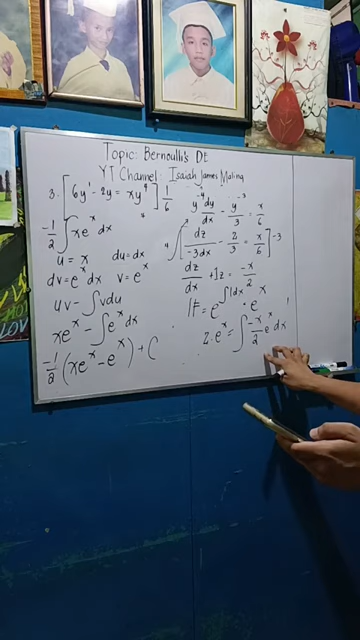 Topic: Bernoulli's D.E
YT Channel: Isaiah James Maling
3. [6y' - 2y = xy⁴] 1/6
-1/2 ∫ xe^x dx
u = x du = dx
dv = e^x dx v = e^x
uv - ∫ vdu
xe^x - ∫ e^x dx
-1/2 (xe^x - e^x) + C
y^-4 dy/dx - y^-3/3 = x/6
[dz/-3dx - z/3 = x/6] -3
dz/dx + 1z = -x/2
IF = e^∫1dx e^x
z·e^x = ∫ -x/2 e^x dx